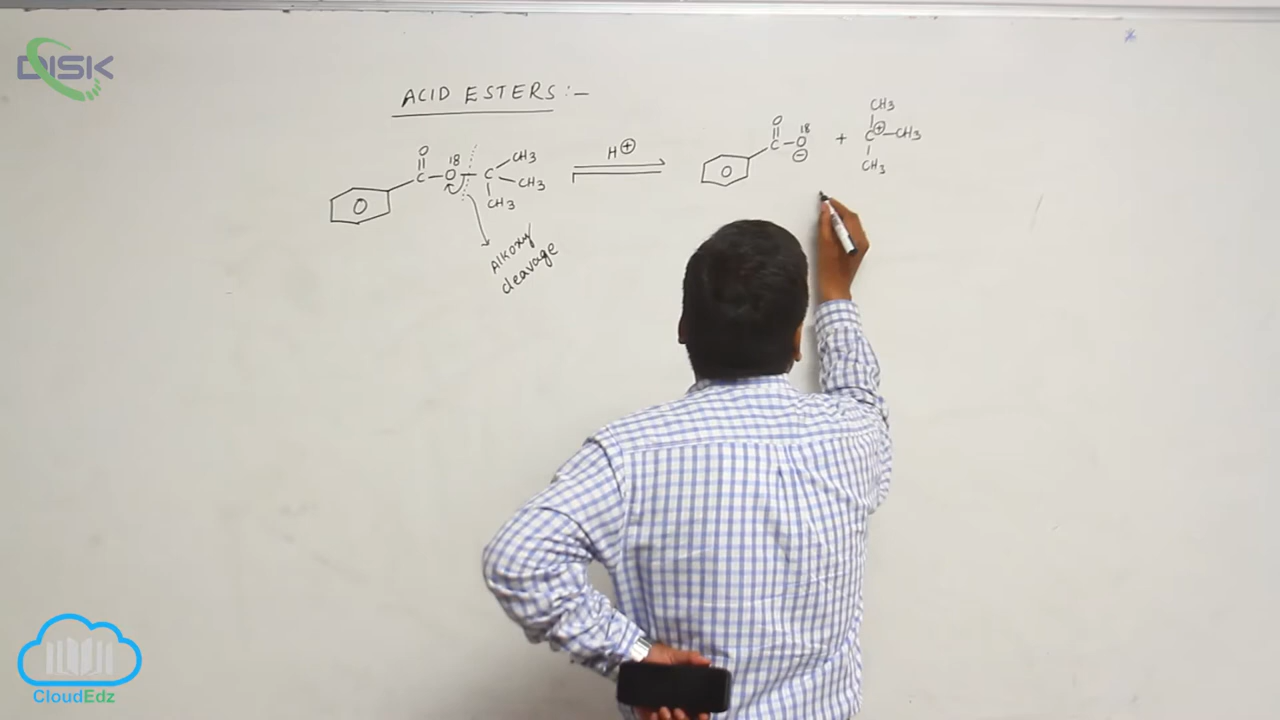 DISK
ACID ESTERS :-
O
18
C - O - C
CH3
CH3
CH3
O
H⊕
O
18
C - O
⊖
O
+
CH3
C⊕-CH3
CH3
Alkoxy
cleavage
CloudEdz